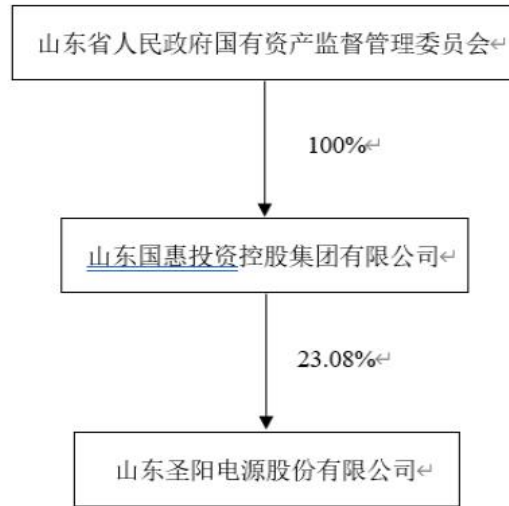 山东省人民政府国有资产监督管理委员会↵
100%↵
山东国惠投资控股集团有限公司↵
23.08%↵
山东圣阳电源股份有限公司↵